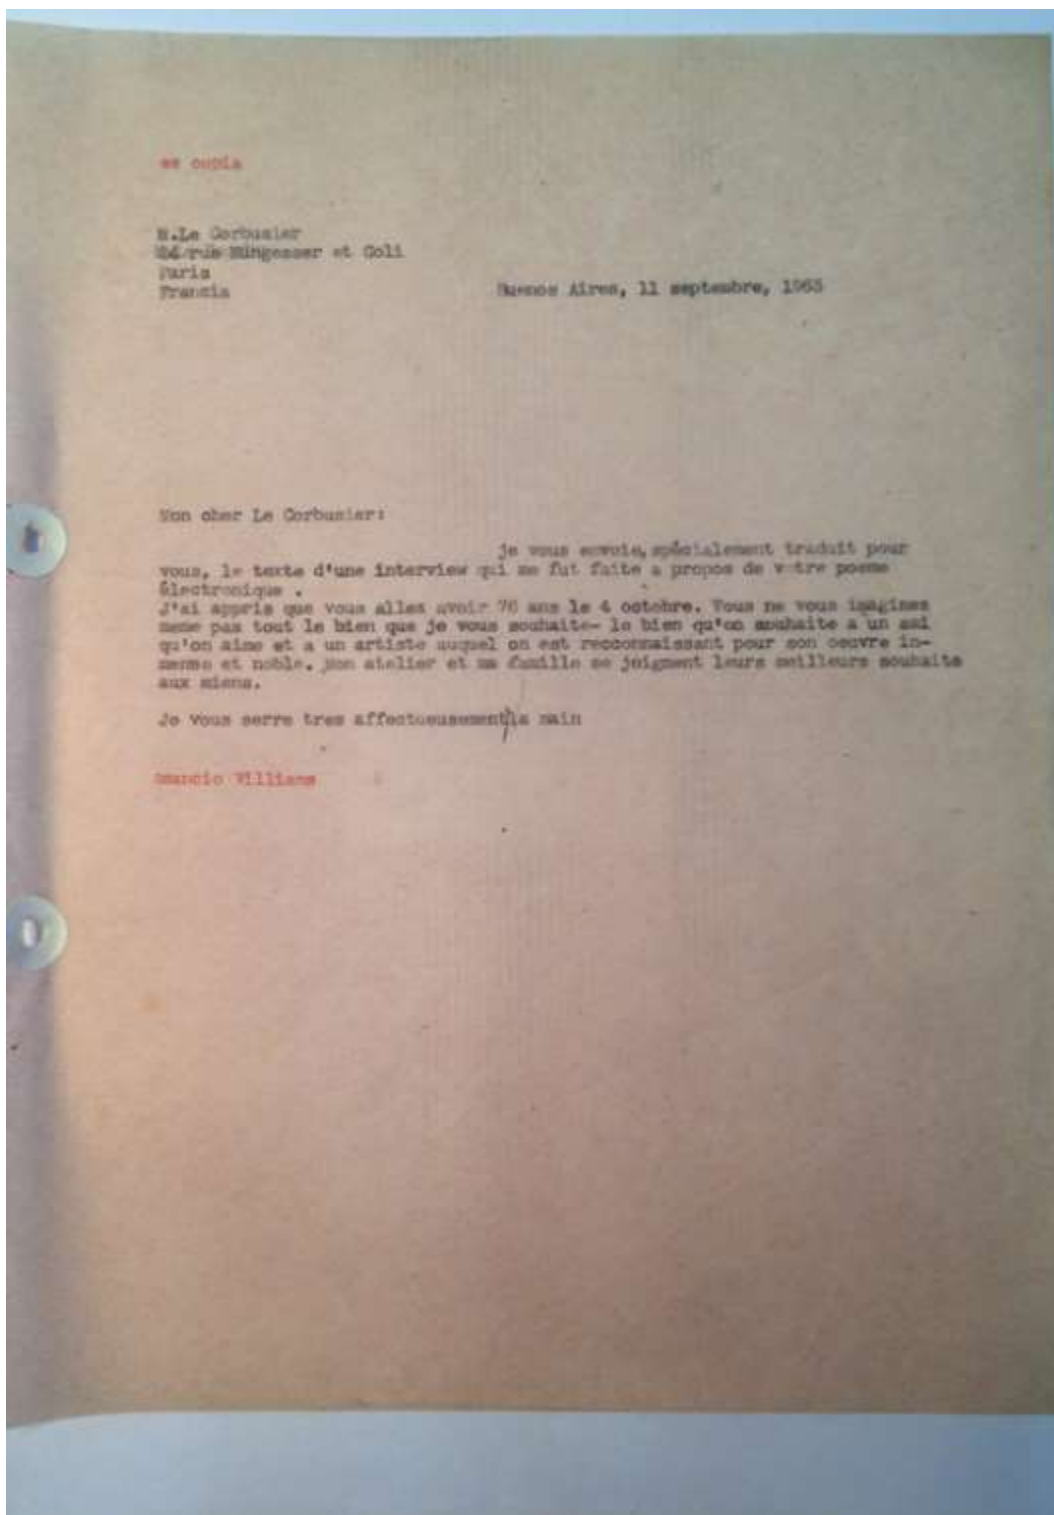 es copia
M.Le Corbusier
24 rue Nungesser et Coli
Paris
Francia
Buenos Aires, 11 septembre, 1963
Mon cher Le Corbusier:
je vous envoie, spécialement traduit pour
vous, le texte d'une interview qui me fut faite a propos de votre poeme
électronique .
J'ai appris que vous allez avoir 76 ans le 4 octobre. Vous ne vous imaginez
meme pas tout le bien que je vous souhaite- le bien qu'on souhaite a un ami
qu'on aime et a un artiste auquel on est reconnaissant pour son oeuvre im-
mense et noble. mon atelier et ma famille se joignent leurs meilleurs souhaits
aux miens.
Je vous serre tres affectueusement la main
Amancio Williams